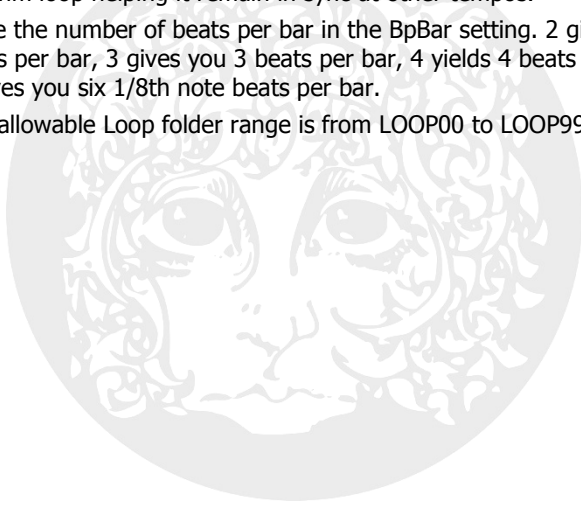 loop helping it remain in sync at other tempos.
e the number of beats per bar in the BpBar setting. 2 gi
s per bar, 3 gives you 3 beats per bar, 4 yields 4 beats
es you six 1/8th note beats per bar.
allowable Loop folder range is from LOOP00 to LOOP99